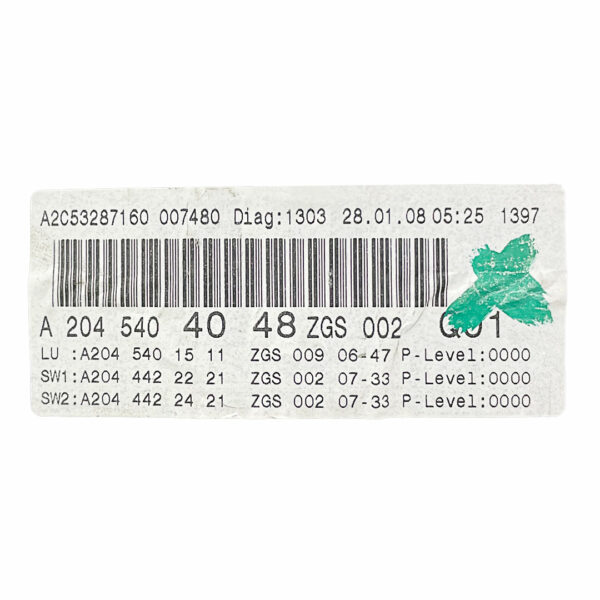 A2C53287160 007480 Diag:1303 28.01.08 05:25 1397
A 204 540 40 48 ZGS 002 Q01
LU :A204 540 15 11 ZGS 009 06-47 P-Level:0000
SW1:A204 442 22 21 ZGS 002 07-33 P-Level:0000
SW2:A204 442 24 21 ZGS 002 07-33 P-Level:0000